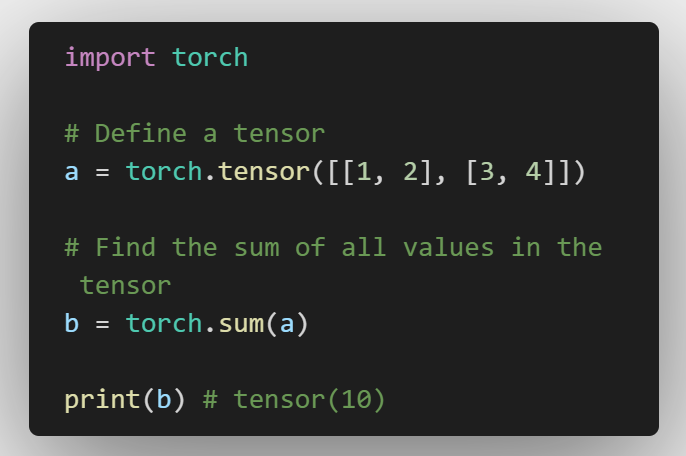 import torch
# Define a tensor
a = torch.tensor([[1, 2], [3, 4]])
# Find the sum of all values in the
tensor
b = torch.sum(a)
print(b) # tensor(10)